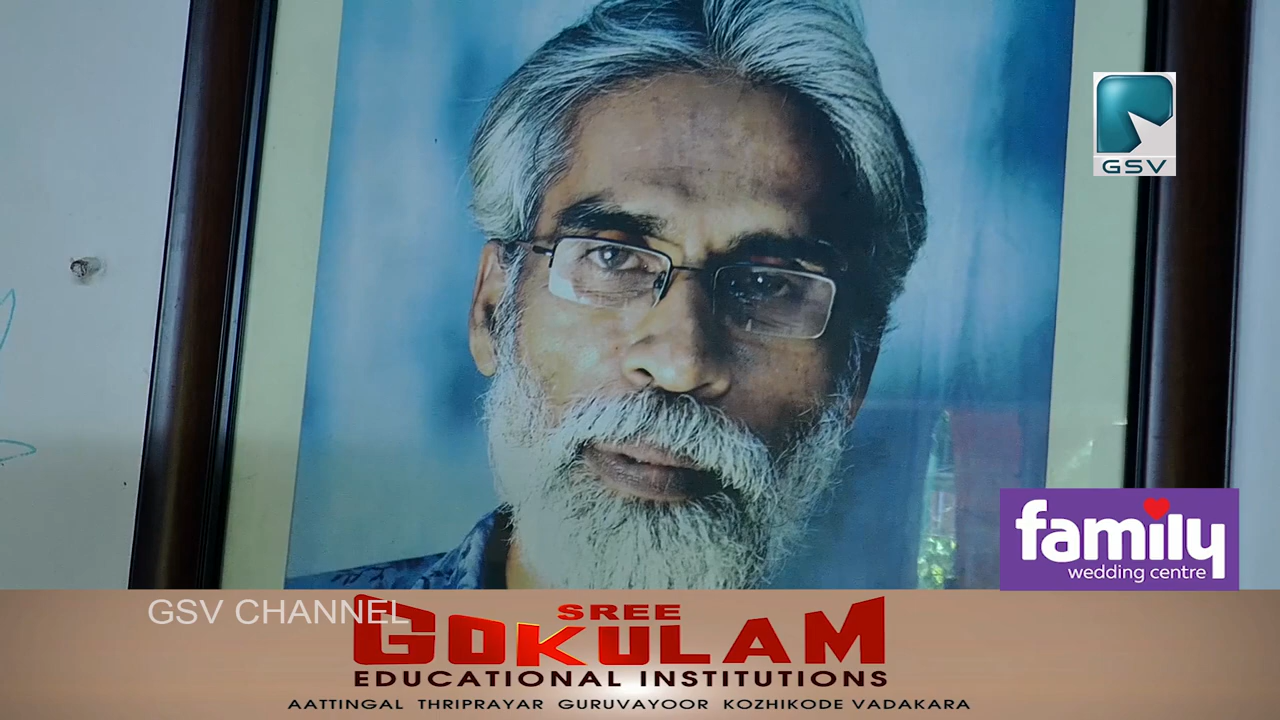 GSV
family
wedding centre
GSV CHANNEL
SREE
GOKULAM
EDUCATIONAL INSTITUTIONS
AATTINGAL THRIPRAYAR GURUVAYOOR KOZHIKODE VADAKARA